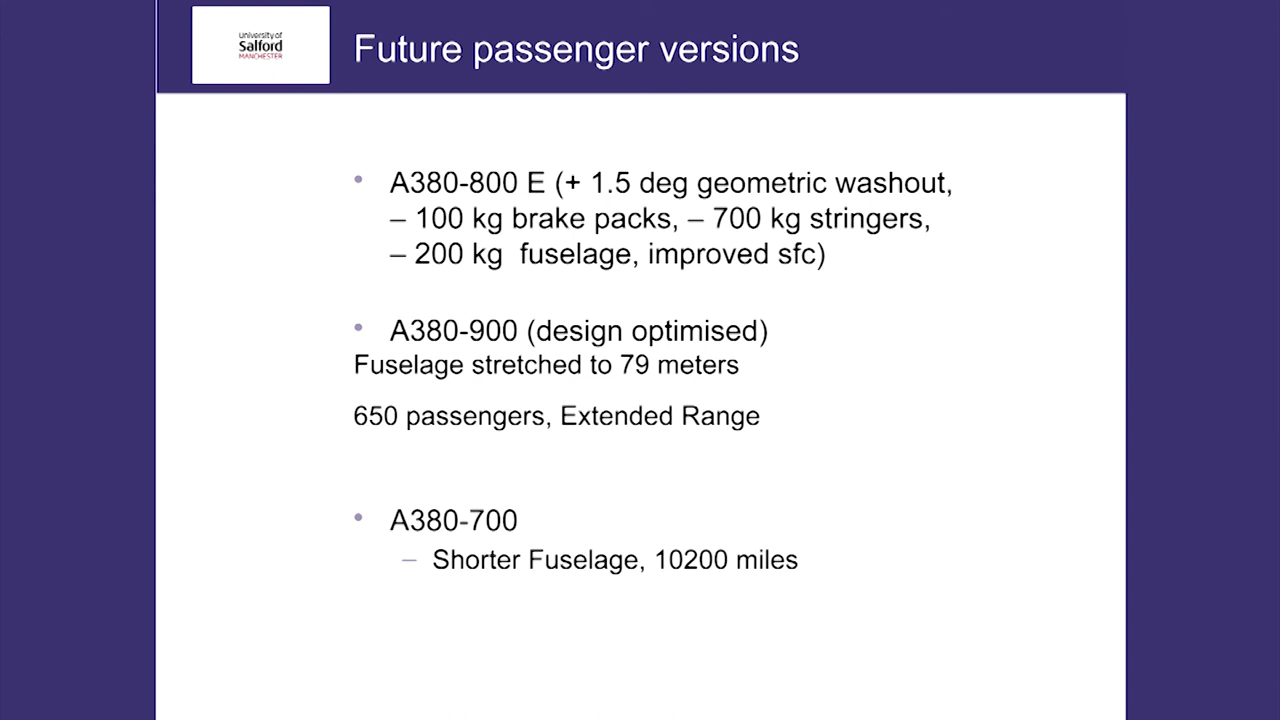 university of
Salford
MANCHESTER
Future passenger versions
• A380-800 E (+ 1.5 deg geometric washout,
– 100 kg brake packs, – 700 kg stringers,
– 200 kg fuselage, improved sfc)
• A380-900 (design optimised)
Fuselage stretched to 79 meters
650 passengers, Extended Range
• A380-700
– Shorter Fuselage, 10200 miles